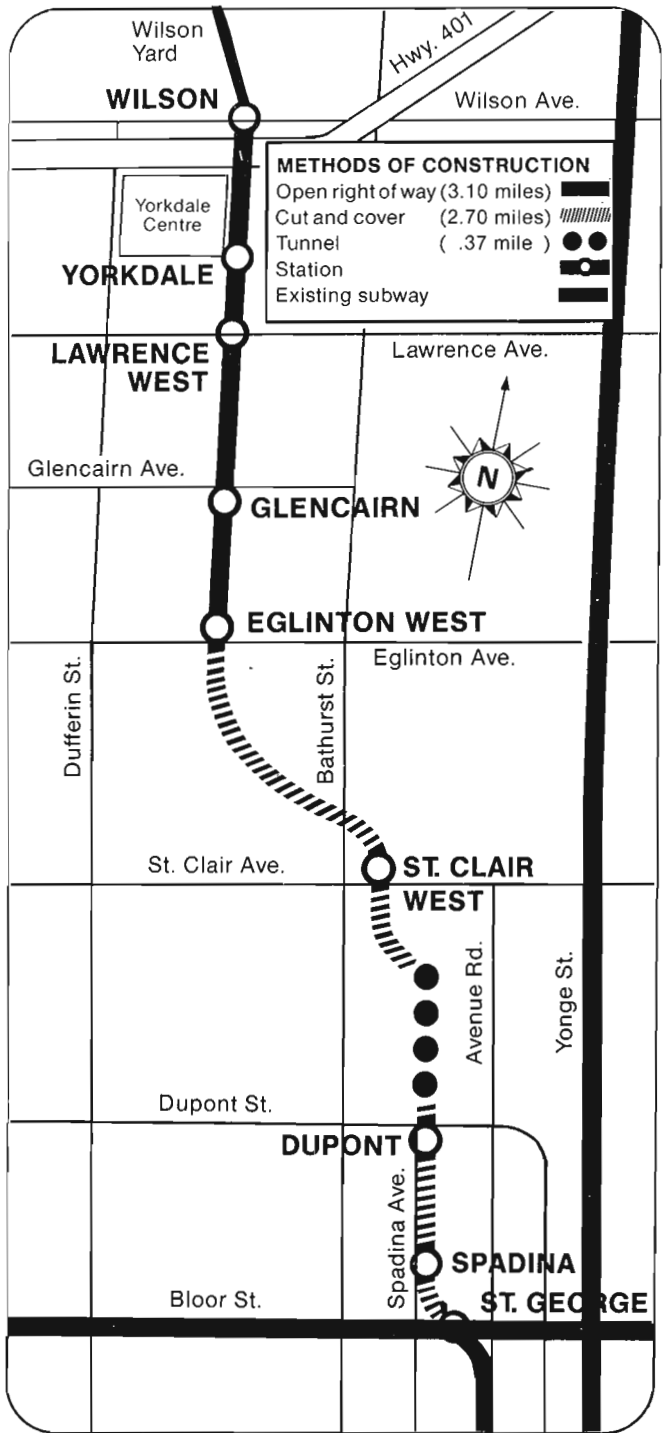 Wilson
Yard
Hwy. 401
WILSON
Wilson Ave.
METHODS OF CONSTRUCTION
Open right of way (3.10 miles)
Cut and cover (2.70 miles)
Tunnel ( .37 mile )
Station
Existing subway
Yorkdale
Centre
YORKDALE
LAWRENCE
WEST
Lawrence Ave.
Glencairn Ave.
N
GLENCAIRN
EGLINTON WEST
Eglinton Ave.
Dufferin St.
Bathurst St.
St. Clair Ave.
ST. CLAIR
WEST
Avenue Rd.
Yonge St.
Dupont St.
DUPONT
Spadina Ave.
SPADINA
Bloor St.
ST. GEORGE